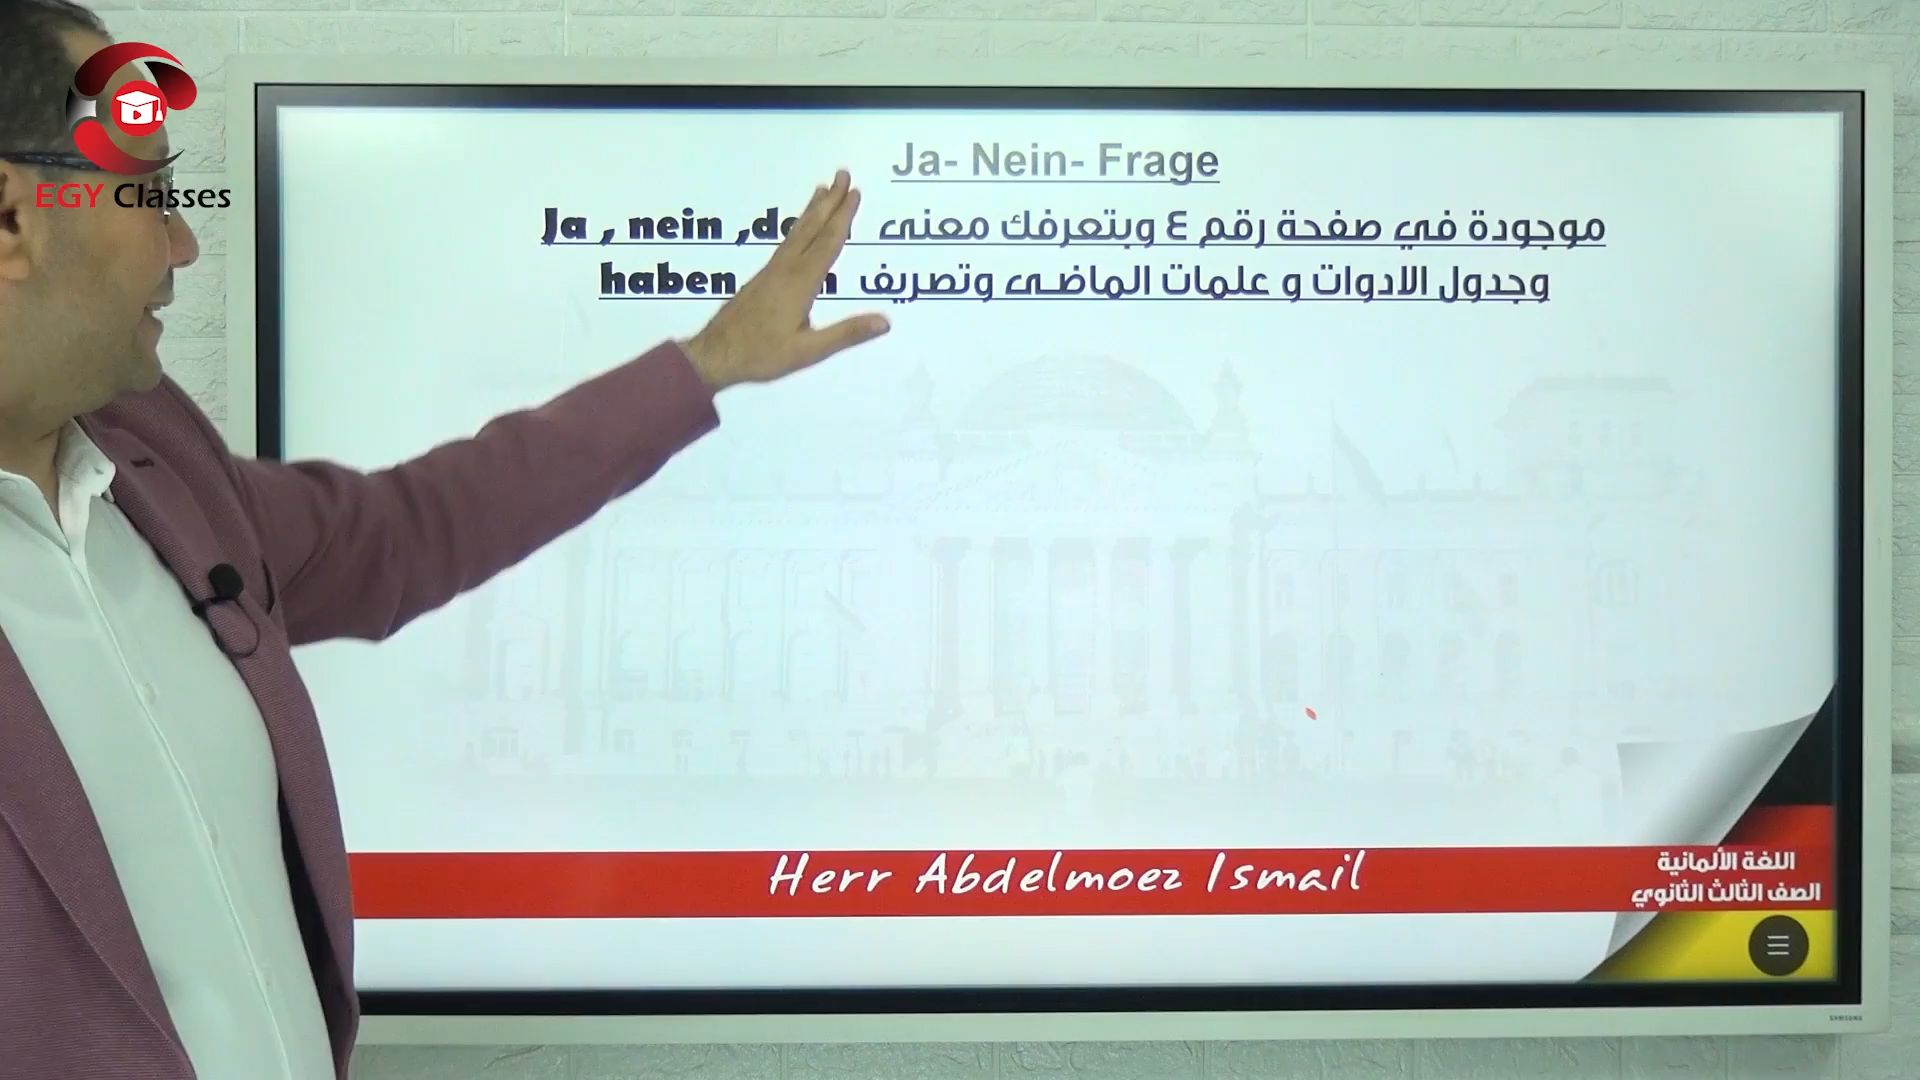 EGY Classes
Ja- Nein- Frage
موجودة في صفحة رقم ٤ وبتعرفك معنى Ja , nein ,
وجدول الادوات و علمات الماضى وتصريف haben,
Herr Abdelmoez Ismail
اللغة الألمانية
الصف الثالث الثانوي
SAMSUNG